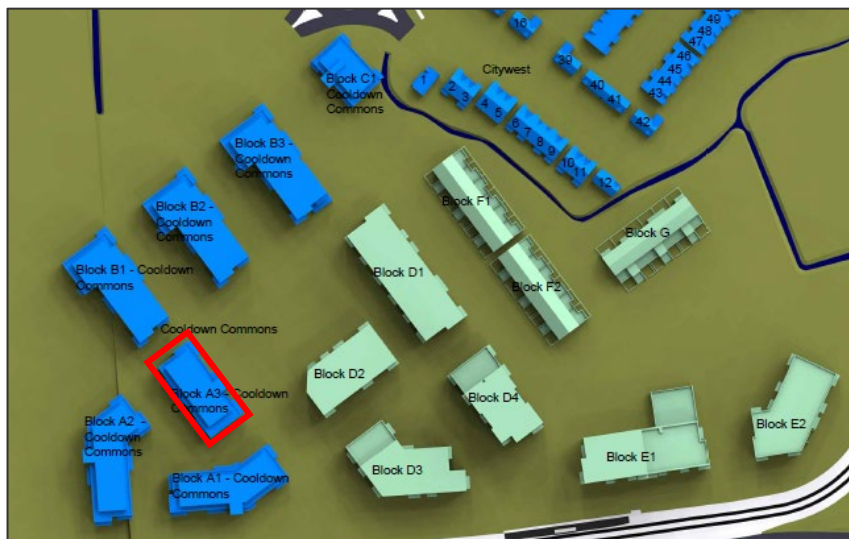 16
49
48
47
46
45
44
43
39
40
41
42
Citywest
1
2
3
4
5
6
7
8
9
10
11
12
Block C1 -
Cooldown
Commons
Block B3 -
Cooldown
Commons
Block B2 -
Cooldown
Commons
Block B1 - Cooldown
Commons
Cooldown Commons
Block A3 - Cooldown
Commons
Block A2 -
Cooldown
Commons
Block A1 - Cooldown
Commons
Block F1
Block G
Block D1
Block F2
Block D2
Block D4
Block D3
Block E1
Block E2